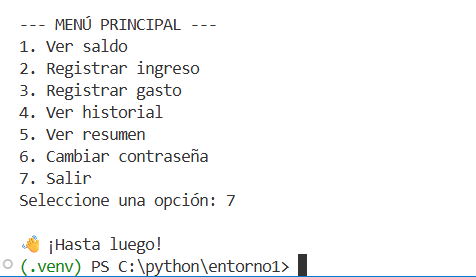 --- MENÚ PRINCIPAL ---
1. Ver saldo
2. Registrar ingreso
3. Registrar gasto
4. Ver historial
5. Ver resumen
6. Cambiar contraseña
7. Salir
Seleccione una opción: 7
👋 ¡Hasta luego!
(.venv) PS C:\python\entorno1>